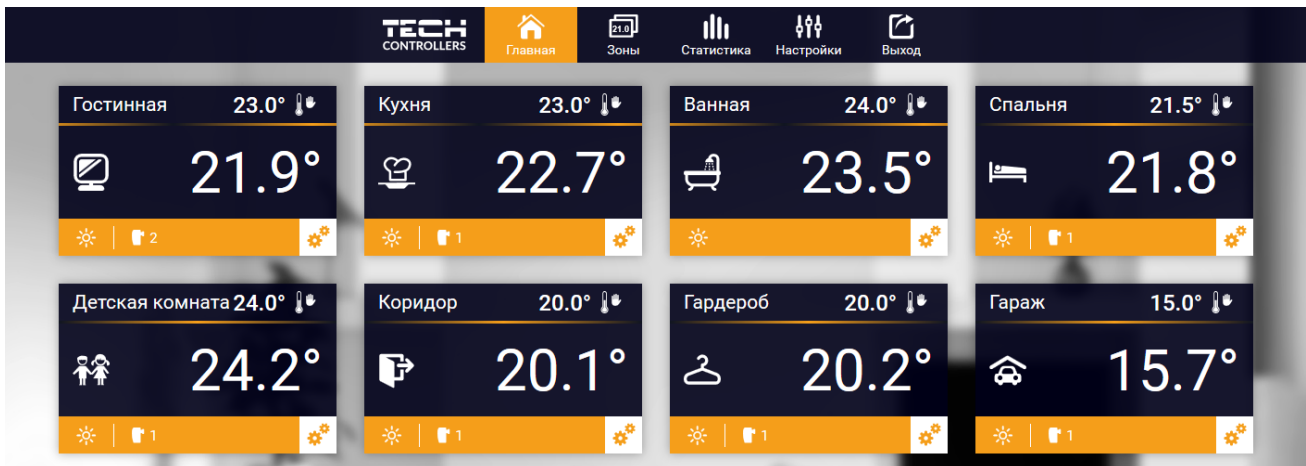 TECH
CONTROLLERS
Главная
21.0
Зоны
Статистика
Настройки
Выход
Гостинная 23.0°
21.9°
2
Кухня 23.0°
22.7°
1
Ванная 24.0°
23.5°
Спальня 21.5°
21.8°
1
Детская комната 24.0°
24.2°
1
Коридор 20.0°
20.1°
1
Гардероб 20.0°
20.2°
1
Гараж 15.0°
15.7°
1